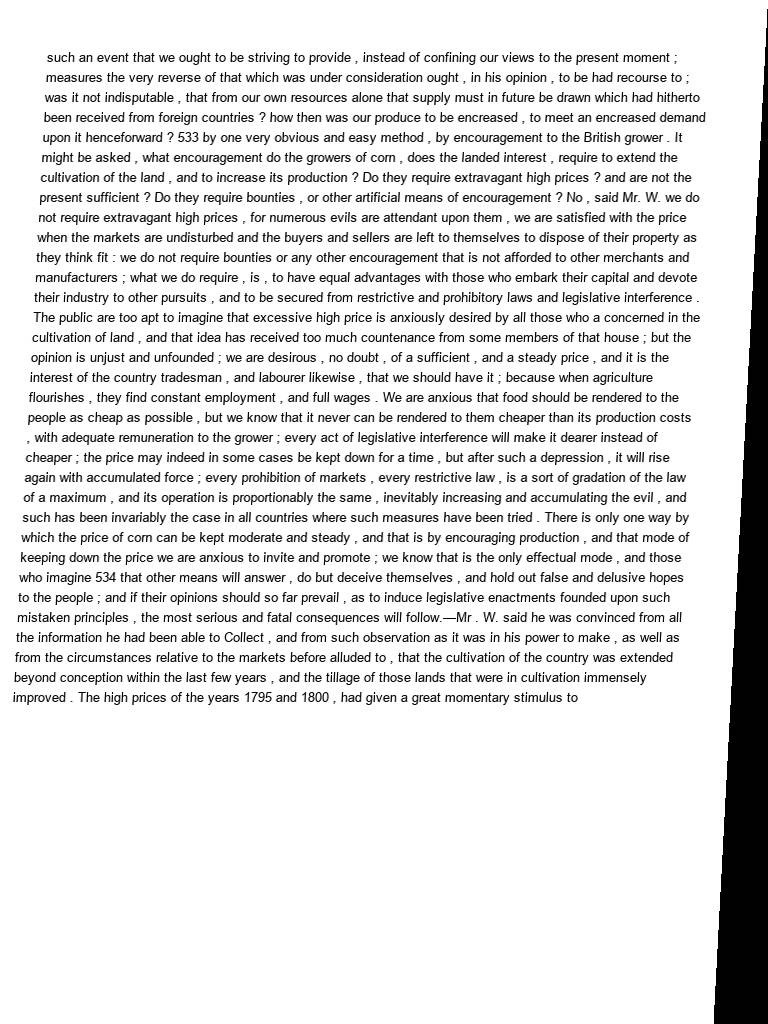 such an event that we ought to be striving to provide , instead of confining our views to the present moment ;
measures the very reverse of that which was under consideration ought , in his opinion , to be had recourse to ;
was it not indisputable , that from our own resources alone that supply must in future be drawn which had hitherto
been received from foreign countries ? how then was our produce to be encreased , to meet an encreased demand
upon it henceforward ? 533 by one very obvious and easy method , by encouragement to the British grower . It
might be asked , what encouragement do the growers of corn , does the landed interest , require to extend the
cultivation of the land , and to increase its production ? Do they require extravagant high prices ? and are not the
present sufficient ? Do they require bounties , or other artificial means of encouragement ? No , said Mr. W. we do
not require extravagant high prices , for numerous evils are attendant upon them , we are satisfied with the price
when the markets are undisturbed and the buyers and sellers are left to themselves to dispose of their property as
they think fit : we do not require bounties or any other encouragement that is not afforded to other merchants and
manufacturers ; what we do require , is , to have equal advantages with those who embark their capital and devote
their industry to other pursuits , and to be secured from restrictive and prohibitory laws and legislative interference .
The public are too apt to imagine that excessive high price is anxiously desired by all those who a concerned in the
cultivation of land , and that idea has received too much countenance from some members of that house ; but the
opinion is unjust and unfounded ; we are desirous , no doubt , of a sufficient , and a steady price , and it is the
interest of the country tradesman , and labourer likewise , that we should have it ; because when agriculture
flourishes , they find constant employment , and full wages . We are anxious that food should be rendered to the
people as cheap as possible , but we know that it never can be rendered to them cheaper than its production costs
, with adequate remuneration to the grower ; every act of legislative interference will make it dearer instead of
cheaper ; the price may indeed in some cases be kept down for a time , but after such a depression , it will rise
again with accumulated force ; every prohibition of markets , every restrictive law , is a sort of gradation of the law
of a maximum , and its operation is proportionably the same , inevitably increasing and accumulating the evil , and
such has been invariably the case in all countries where such measures have been tried . There is only one way by
which the price of corn can be kept moderate and steady , and that is by encouraging production , and that mode of
keeping down the price we are anxious to invite and promote ; we know that is the only effectual mode , and those
who imagine 534 that other means will answer , do but deceive themselves , and hold out false and delusive hopes
to the people ; and if their opinions should so far prevail , as to induce legislative enactments founded upon such
mistaken principles , the most serious and fatal consequences will follow.—Mr . W. said he was convinced from all
the information he had been able to Collect , and from such observation as it was in his power to make , as well as
from the circumstances relative to the markets before alluded to , that the cultivation of the country was extended
beyond conception within the last few years , and the tillage of those lands that were in cultivation immensely
improved . The high prices of the years 1795 and 1800 , had given a great momentary stimulus to